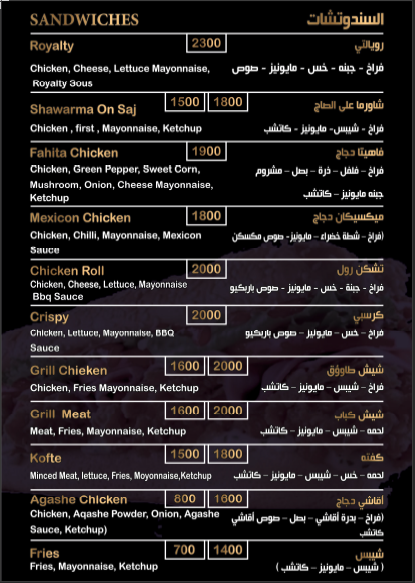 SANDWICHES السندوتشات
Royalty 2300 رويالتي
Chicken, Cheese, Lettuce Mayonnaise, فراخ - جبنه - خس - مايونيز - صوص
Royalty Sous
Shawarma On Saj 1500 1800 شاورما على الصاج
Chicken , first , Mayonnaise, Ketchup فراخ - شيبس- مايونيز - كاتشب
Fahita Chicken 1900 فاهيتا دجاج
Chicken, Green Pepper, Sweet Corn, فراخ - فلفل - ذرة - بصل - مشروم
Mushroom, Onion, Cheese Mayonnaise,
Ketchup جبنه مايونيز - كاتشب
Mexicon Chicken 1800 ميكسيكان دجاج
Chicken, Chilli, Mayonnaise, Mexicon (فراخ - شطة خضراء - مايونيز- صوص مكسكن
Sauce
Chicken Roll 2000 تشكن رول
Chicken, Cheese, Lettuce, Mayonnaise فراخ - جبنة - خس - مايونيز - صوص باربكيو
Bbq Sauce
Crispy 2000 كرسبي
Chicken, Lettuce, Mayonnaise, BBQ فراخ - خس - مايونيز - صوص باربكيو
Sauce
Grill Chieken 1600 2000 شيش طاووق
Chicken, Fries Mayonnaise, Ketchup فراخ - شيبس - مايونيز - كاتشب
Grill Meat 1600 2000 شيش كباب
Meat, Fries, Mayonnaise, Ketchup لحمه - شيبس - مايونيز - كاتشب
Kofte 1500 1800 كفته
Minced Meat, lettuce, Fries, Moyonnaise,Ketchup لحمه - خس - شيبس - مايونيز - كاتشب
Agashe Chicken 800 1600 أقاشي دجاج
Chicken, Aqashe Powder, Onion, Agashe (فراخ - بدرة أقاشي - بصل - صوص أقاشي
Sauce, Ketchup) كاتشب
Fries 700 1400 شيبس
Fries, Mayonnaise, Ketchup ( شيبس - مايونيز - كاتشب )